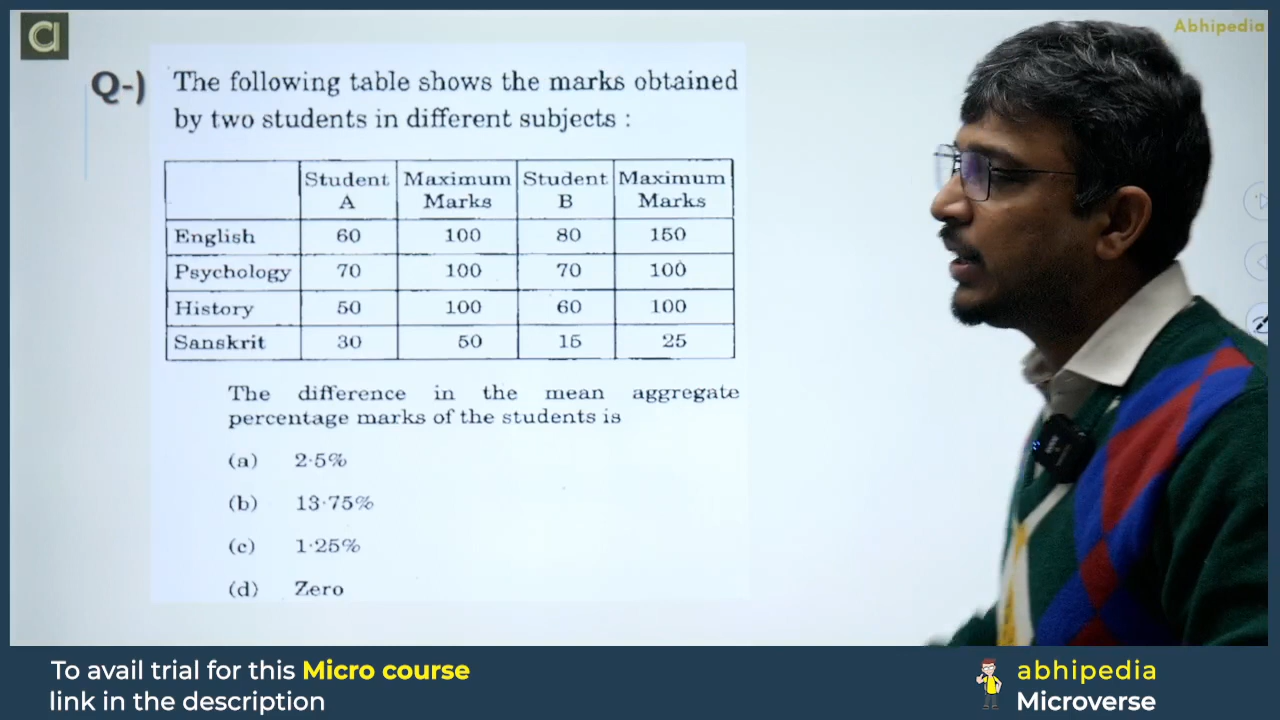 Abhipedia
Q-) The following table shows the marks obtained
by two students in different subjects :
Student A Maximum Marks Student B Maximum Marks
English 60 100 80 150
Psychology 70 100 70 100
History 50 100 60 100
Sanskrit 30 50 15 25
The difference in the mean aggregate
percentage marks of the students is
(a) 2·5%
(b) 13·75%
(c) 1·25%
(d) Zero
To avail trial for this Micro course
link in the description
abhipedia
Microverse